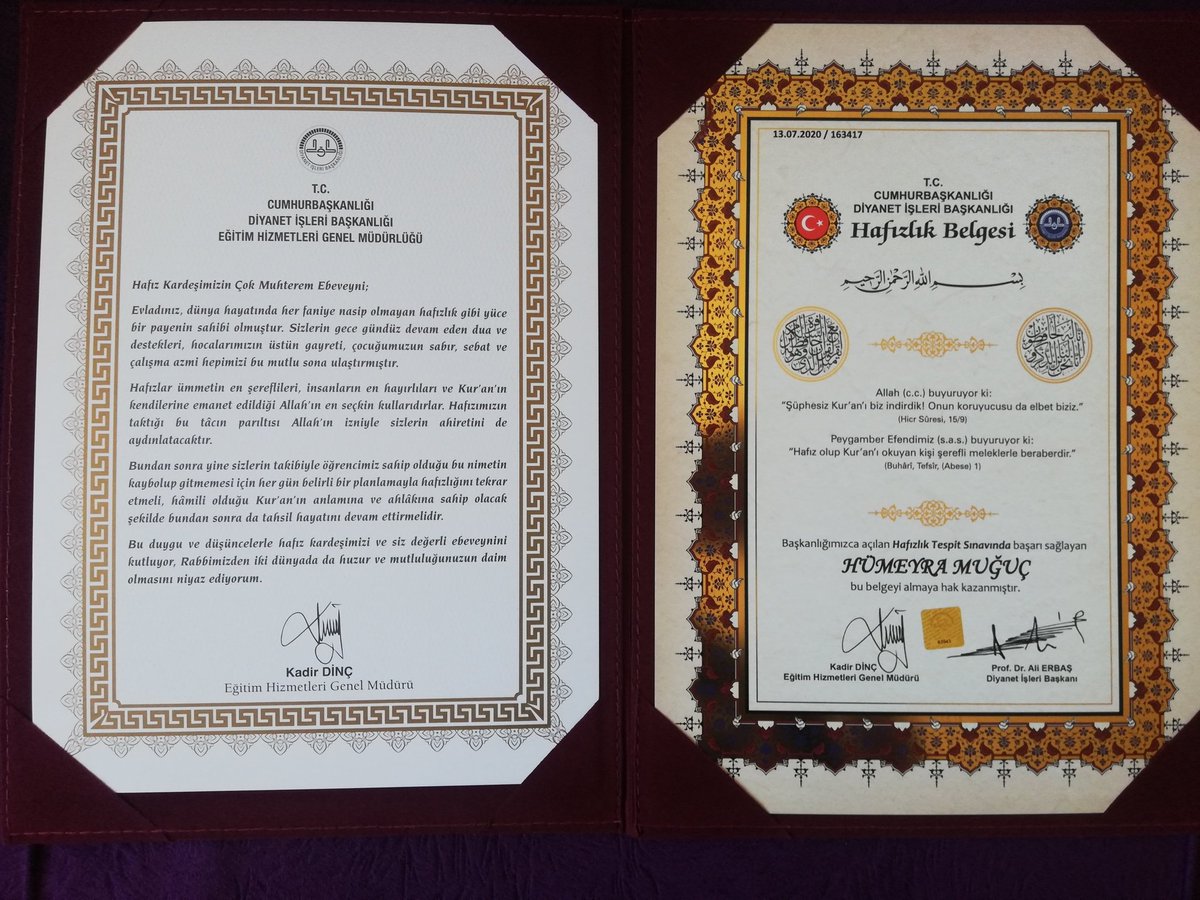 T.C.
CUMHURBAŞKANLIĞI
DİYANET İŞLERİ BAŞKANLIĞI
EĞİTİM HİZMETLERİ GENEL MÜDÜRLÜĞÜ
Hafız Kardeşimizin Çok Muhterem Ebeveyni;
Evladınız, dünya hayatında her faniye nasip olmayan hafızlık gibi yüce
bir payenin sahibi olmuştur. Sizlerin gece gündüz devam eden dua ve
destekleri, hocalarımızın üstün gayreti, çocuğumuzun sabır, sebat ve
çalışma azmi hepimizi bu mutlu sona ulaştırmıştır.
Hafızlar ümmetin en şereflileri, insanların en hayırlıları ve Kur'an'ın
kendilerine emanet edildiği Allah'ın en seçkin kullarıdırlar. Hafızımızın
taktığı bu tâcın parıltısı Allah'ın izniyle sizlerin ahiretini de
aydınlatacaktır.
Bundan sonra yine sizlerin takibiyle öğrencimiz sahip olduğu bu nimetin
kaybolup gitmemesi için her gün belirli bir planlamayla hafızlığını tekrar
etmeli, hâmili olduğu Kur'an'ın anlamına ve ahlâkına sahip olacak
şekilde bundan sonra da tahsil hayatını devam ettirmelidir.
Bu duygu ve düşüncelerle hafız kardeşimizi ve siz değerli ebeveynini
kutluyor, Rabbimizden iki dünyada da huzur ve mutluluğunuzun daim
olmasını niyaz ediyorum.
Kadir DİNÇ
Eğitim Hizmetleri Genel Müdürü
13.07.2020 / 163417
T.C.
CUMHURBAŞKANLIĞI
DİYANET İŞLERİ BAŞKANLIĞI
Hafızlık Belgesi
بِسْمِ اللهِ الرَّحْمٰنِ الرَّحِيمِ
Allah (c.c.) buyuruyor ki:
“Şüphesiz Kur'an'ı biz indirdik! Onun koruyucusu da elbet biziz.”
(Hicr Sûresi, 15/9)
Peygamber Efendimiz (s.a.s.) buyuruyor ki:
“Hafız olup Kur'an'ı okuyan kişi şerefli meleklerle beraberdir.”
(Buhârî, Tefsîr, (Abese) 1)
Başkanlığımızca açılan Hafızlık Tespit Sınavında başarı sağlayan
HÜMEYRA MUĞUÇ
bu belgeyi almaya hak kazanmıştır.
Kadir DİNÇ
Eğitim Hizmetleri Genel Müdürü
Prof. Dr. Ali ERBAŞ
Diyanet İşleri Başkanı